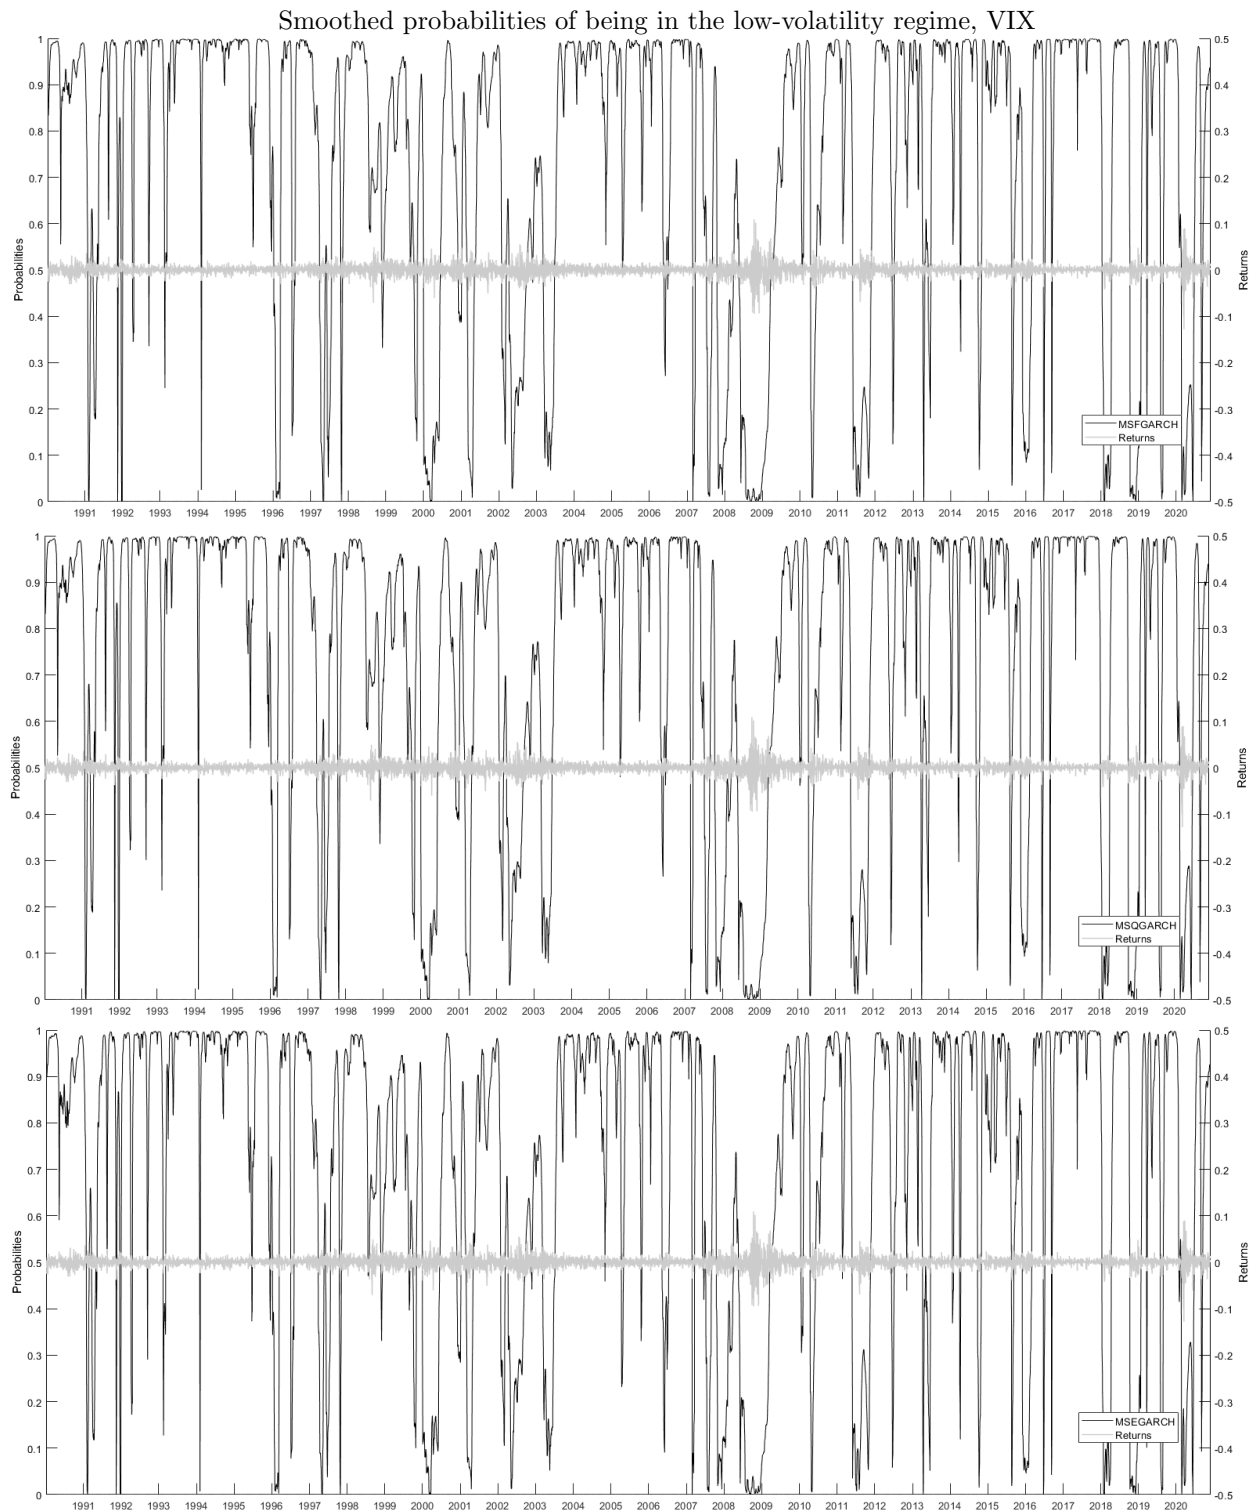 Smoothed probabilities of being in the low-volatility regime, VIX
1 0.5
0.9 0.4
0.8 0.3
0.7 0.2
0.6 0.1
Probabilities 0.5 0 Returns
0.4 -0.1
0.3 -0.2
0.2 -0.3
MSFGARCH
Returns
0.1 -0.4
0 -0.5
1991 1992 1993 1994 1995 1996 1997 1998 1999 2000 2001 2002 2003 2004 2005 2006 2007 2008 2009 2010 2011 2012 2013 2014 2015 2016 2017 2018 2019 2020
1 0.5
0.9 0.4
0.8 0.3
0.7 0.2
0.6 0.1
Probabilities 0.5 0 Returns
0.4 -0.1
0.3 -0.2
0.2 -0.3
MSQGARCH
Returns
0.1 -0.4
0 -0.5
1991 1992 1993 1994 1995 1996 1997 1998 1999 2000 2001 2002 2003 2004 2005 2006 2007 2008 2009 2010 2011 2012 2013 2014 2015 2016 2017 2018 2019 2020
1 0.5
0.9 0.4
0.8 0.3
0.7 0.2
0.6 0.1
Probabilities 0.5 0 Returns
0.4 -0.1
0.3 -0.2
0.2 -0.3
MSEGARCH
Returns
0.1 -0.4
0 -0.5
1991 1992 1993 1994 1995 1996 1997 1998 1999 2000 2001 2002 2003 2004 2005 2006 2007 2008 2009 2010 2011 2012 2013 2014 2015 2016 2017 2018 2019 2020